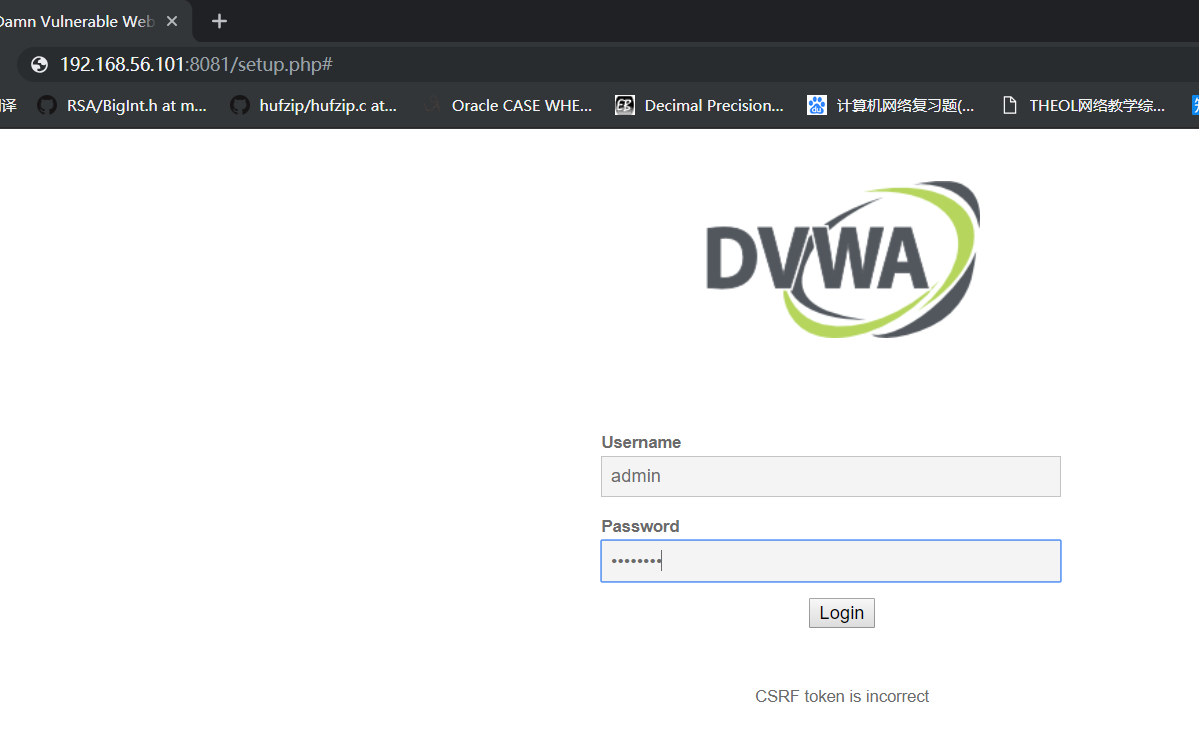 Damn Vulnerable Web
192.168.56.101:8081/setup.php#
译 RSA/BigInt.h at m... hufzip/hufzip.c at... Oracle CASE WHE... Decimal Precision... 计算机网络复习题(... THEOL网络教学综...
DVWA
Username
admin
Password
••••••••
Login
CSRF token is incorrect